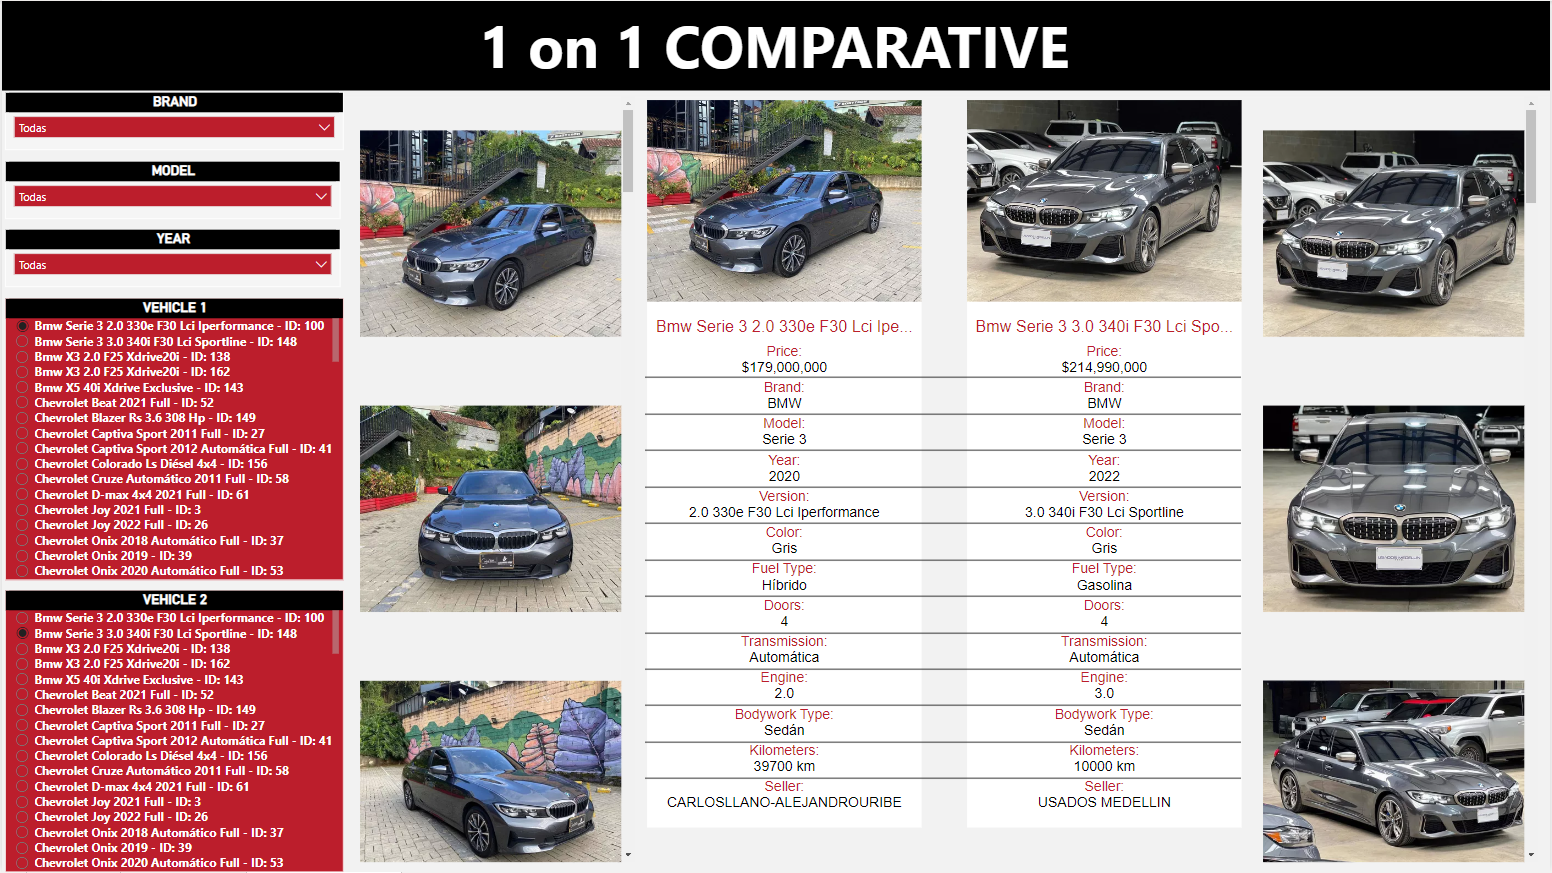 1 on 1 COMPARATIVE
BRAND
Todas
MODEL
Todas
YEAR
Todas
VEHICLE 1
Bmw Serie 3 2.0 330e F30 Lci Iperformance - ID: 100
Bmw Serie 3 3.0 340i F30 Lci Sportline - ID: 148
Bmw X3 2.0 F25 Xdrive20i - ID: 138
Bmw X3 2.0 F25 Xdrive20i - ID: 162
Bmw X5 40i Xdrive Exclusive - ID: 143
Chevrolet Beat 2021 Full - ID: 52
Chevrolet Blazer Rs 3.6 308 Hp - ID: 149
Chevrolet Captiva Sport 2011 Full - ID: 27
Chevrolet Captiva Sport 2012 Automática Full - ID: 41
Chevrolet Colorado Ls Diésel 4x4 - ID: 156
Chevrolet Cruze Automático 2011 Full - ID: 58
Chevrolet D-max 4x4 2021 Full - ID: 61
Chevrolet Joy 2021 Full - ID: 3
Chevrolet Joy 2022 Full - ID: 26
Chevrolet Onix 2018 Automático Full - ID: 37
Chevrolet Onix 2019 - ID: 39
Chevrolet Onix 2020 Automático Full - ID: 53
VEHICLE 2
Bmw Serie 3 2.0 330e F30 Lci Iperformance - ID: 100
Bmw Serie 3 3.0 340i F30 Lci Sportline - ID: 148
Bmw X3 2.0 F25 Xdrive20i - ID: 138
Bmw X3 2.0 F25 Xdrive20i - ID: 162
Bmw X5 40i Xdrive Exclusive - ID: 143
Chevrolet Beat 2021 Full - ID: 52
Chevrolet Blazer Rs 3.6 308 Hp - ID: 149
Chevrolet Captiva Sport 2011 Full - ID: 27
Chevrolet Captiva Sport 2012 Automática Full - ID: 41
Chevrolet Colorado Ls Diésel 4x4 - ID: 156
Chevrolet Cruze Automático 2011 Full - ID: 58
Chevrolet D-max 4x4 2021 Full - ID: 61
Chevrolet Joy 2021 Full - ID: 3
Chevrolet Joy 2022 Full - ID: 26
Chevrolet Onix 2018 Automático Full - ID: 37
Chevrolet Onix 2019 - ID: 39
Chevrolet Onix 2020 Automático Full - ID: 53
Bmw Serie 3 2.0 330e F30 Lci Ipe...
Price:
$179,000,000
Brand:
BMW
Model:
Serie 3
Year:
2020
Version:
2.0 330e F30 Lci Iperformance
Color:
Gris
Fuel Type:
Híbrido
Doors:
4
Transmission:
Automática
Engine:
2.0
Bodywork Type:
Sedán
Kilometers:
39700 km
Seller:
CARLOSLLANO-ALEJANDROURIBE
Bmw Serie 3 3.0 340i F30 Lci Spo...
Price:
$214,990,000
Brand:
BMW
Model:
Serie 3
Year:
2022
Version:
3.0 340i F30 Lci Sportline
Color:
Gris
Fuel Type:
Gasolina
Doors:
4
Transmission:
Automática
Engine:
3.0
Bodywork Type:
Sedán
Kilometers:
10000 km
Seller:
USADOS MEDELLIN